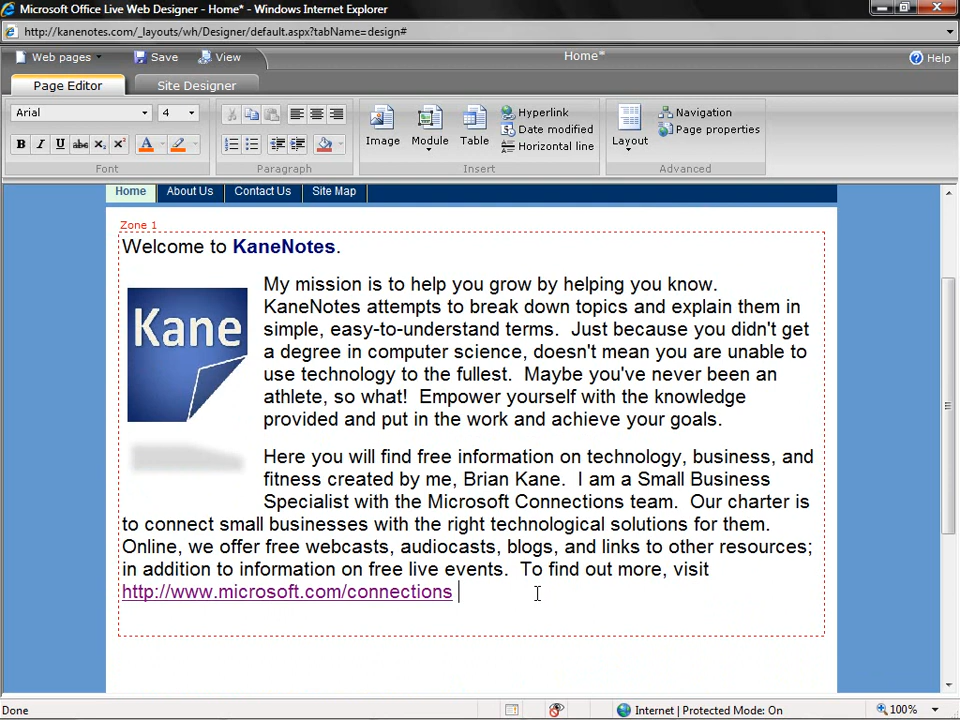 Microsoft Office Live Web Designer - Home* - Windows Internet Explorer
http://kanenotes.com/_layouts/wh/Designer/default.aspx?tabName=design#
Web pages Save View Home* Help
Page Editor Site Designer
Arial 4 Hyperlink Navigation
Date modified Page properties
Horizontal line
B I U abc x₂ x² A
Image Module Table Layout
Font Paragraph Insert Advanced
Home About Us Contact Us Site Map
Zone 1
Welcome to KaneNotes.
Kane
My mission is to help you grow by helping you know.
KaneNotes attempts to break down topics and explain them in
simple, easy-to-understand terms. Just because you didn't get
a degree in computer science, doesn't mean you are unable to
use technology to the fullest. Maybe you've never been an
athlete, so what! Empower yourself with the knowledge
provided and put in the work and achieve your goals.
Here you will find free information on technology, business, and
fitness created by me, Brian Kane. I am a Small Business
Specialist with the Microsoft Connections team. Our charter is
to connect small businesses with the right technological solutions for them.
Online, we offer free webcasts, audiocasts, blogs, and links to other resources;
in addition to information on free live events. To find out more, visit
http://www.microsoft.com/connections
Done Internet | Protected Mode: On 100%